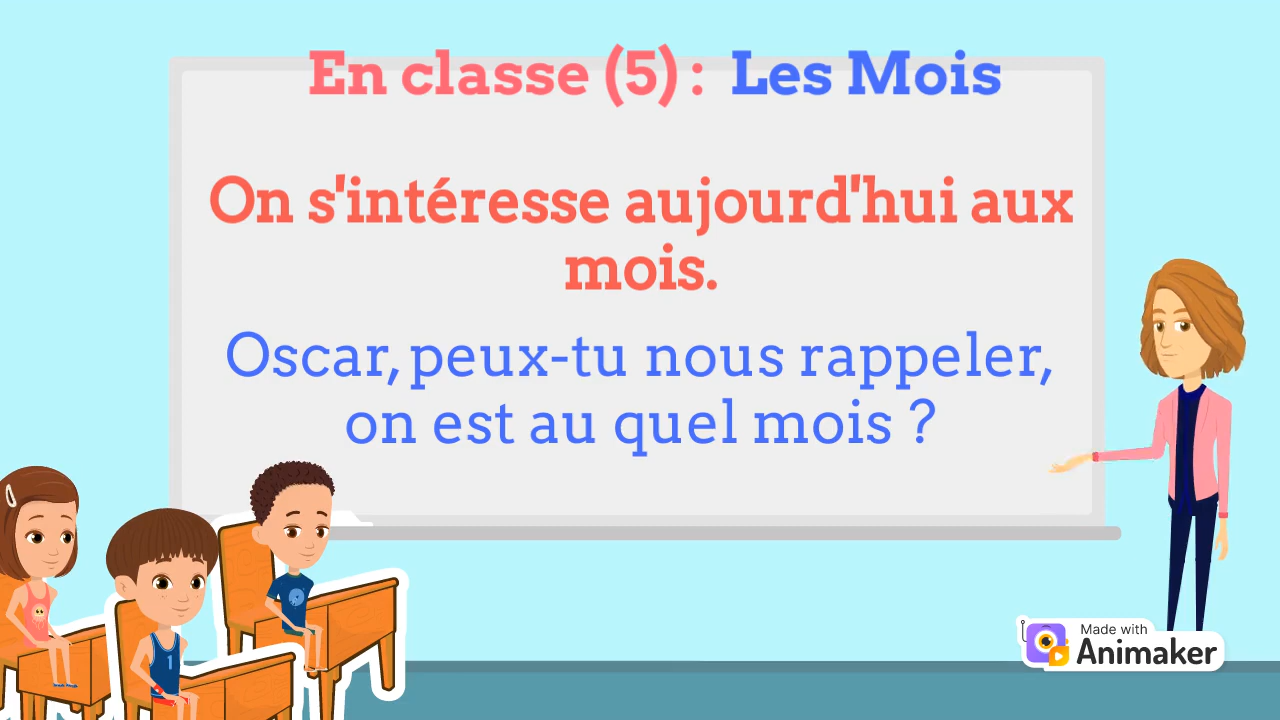 En classe (5) : Les Mois
On s'intéresse aujourd'hui aux
mois.
Oscar, peux-tu nous rappeler,
on est au quel mois ?
1
Made with
Animaker